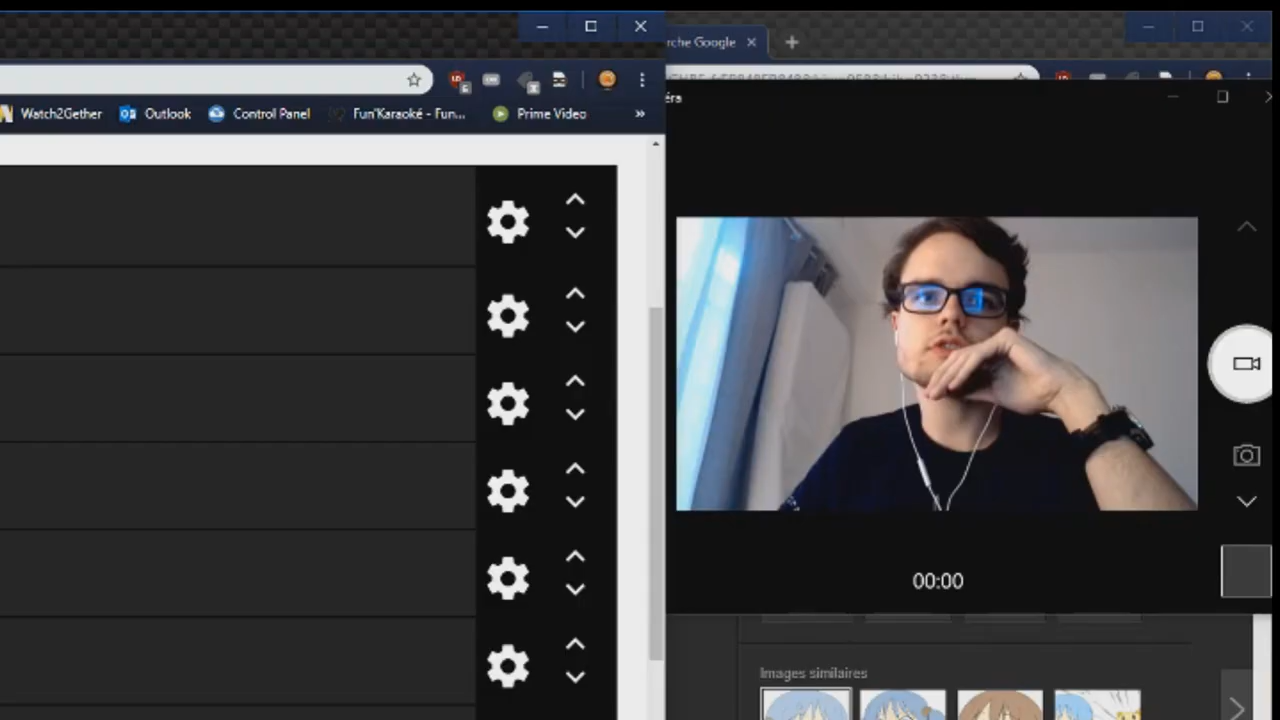 rche Google
Watch2Gether
Outlook
Control Panel
Fun'Karaoké - Fun...
Prime Video
»
éra
00:00
Images similaires